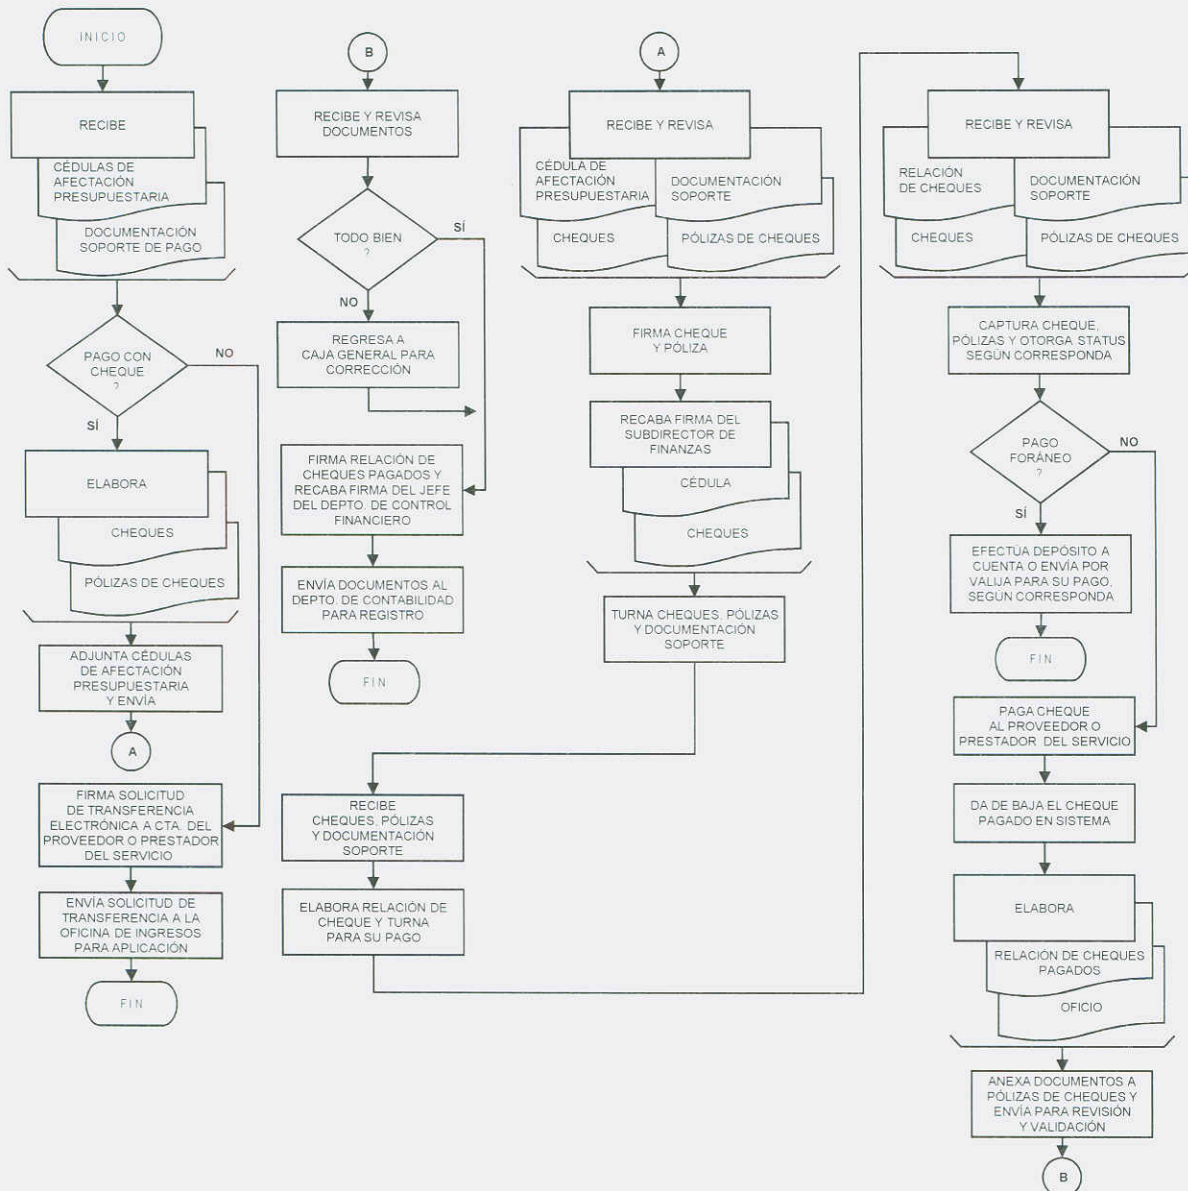 INICIO
RECIBE
CÉDULAS DE
AFECTACIÓN
PRESUPUESTARIA
DOCUMENTACIÓN
SOPORTE DE PAGO
PAGO CON
CHEQUE
?
NO
SÍ
ELABORA
CHEQUES
PÓLIZAS DE CHEQUES
ADJUNTA CÉDULAS
DE AFECTACIÓN
PRESUPUESTARIA
Y ENVÍA
A
FIRMA SOLICITUD
DE TRANSFERENCIA
ELECTRÓNICA A CTA. DEL
PROVEEDOR O PRESTADOR
DEL SERVICIO
ENVÍA SOLICITUD DE
TRANSFERENCIA A LA
OFICINA DE INGRESOS
PARA APLICACIÓN
FIN
B
RECIBE Y REVISA
DOCUMENTOS
TODO BIEN
?
SÍ
NO
REGRESA A
CAJA GENERAL PARA
CORRECCIÓN
FIRMA RELACIÓN DE
CHEQUES PAGADOS Y
RECABA FIRMA DEL JEFE
DEL DEPTO. DE CONTROL
FINANCIERO
ENVÍA DOCUMENTOS AL
DEPTO. DE CONTABILIDAD
PARA REGISTRO
FIN
A
RECIBE Y REVISA
CÉDULA DE
AFECTACIÓN
PRESUPUESTARIA
DOCUMENTACIÓN
SOPORTE
CHEQUES
PÓLIZAS DE CHEQUES
FIRMA CHEQUE
Y PÓLIZA
RECABA FIRMA DEL
SUBDIRECTOR DE
FINANZAS
CÉDULA
CHEQUES
TURNA CHEQUES, PÓLIZAS
Y DOCUMENTACIÓN
SOPORTE
RECIBE
CHEQUES, PÓLIZAS
Y DOCUMENTACIÓN
SOPORTE
ELABORA RELACIÓN DE
CHEQUE Y TURNA
PARA SU PAGO
RECIBE Y REVISA
RELACIÓN
DE CHEQUES
DOCUMENTACIÓN
SOPORTE
CHEQUES
PÓLIZAS DE CHEQUES
CAPTURA CHEQUE,
PÓLIZAS Y OTORGA STATUS
SEGÚN CORRESPONDA
PAGO
FORÁNEO
?
NO
SÍ
EFECTÚA DEPÓSITO A
CUENTA O ENVÍA POR
VALIJA PARA SU PAGO,
SEGÚN CORRESPONDA
FIN
PAGA CHEQUE
AL PROVEEDOR O
PRESTADOR DEL SERVICIO
DA DE BAJA EL CHEQUE
PAGADO EN SISTEMA
ELABORA
RELACIÓN DE CHEQUES
PAGADOS
OFICIO
ANEXA DOCUMENTOS A
PÓLIZAS DE CHEQUES Y
ENVÍA PARA REVISIÓN
Y VALIDACIÓN
B